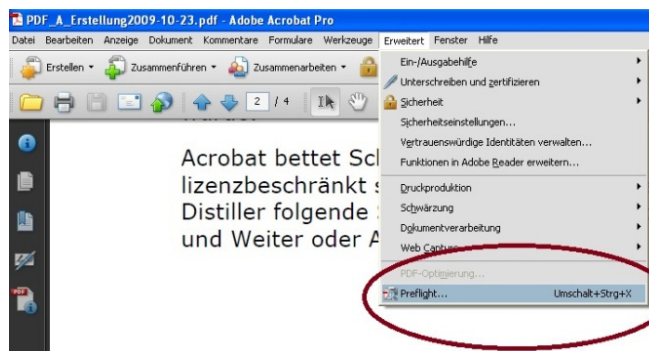 PDF_A_Erstellung2009-10-23.pdf - Adobe Acrobat Pro
Datei Bearbeiten Anzeige Dokument Kommentare Formulare Werkzeuge Erweitert Fenster Hilfe
Erstellen Zusammenführen Zusammenarbeiten
2 / 4
Ein-/Ausgabehilfe
Unterschreiben und zertifizieren
Sicherheit
Sicherheitseinstellungen...
Vertrauenswürdige Identitäten verwalten...
Funktionen in Adobe Reader erweitern...
Druckproduktion
Schwärzung
Dokumentverarbeitung
Web Capture
PDF-Optimierung...
Preflight... Umschalt+Strg+X
Acrobat bettet Scl
lizenzbeschränkt s
Distiller folgende
und Weiter oder A